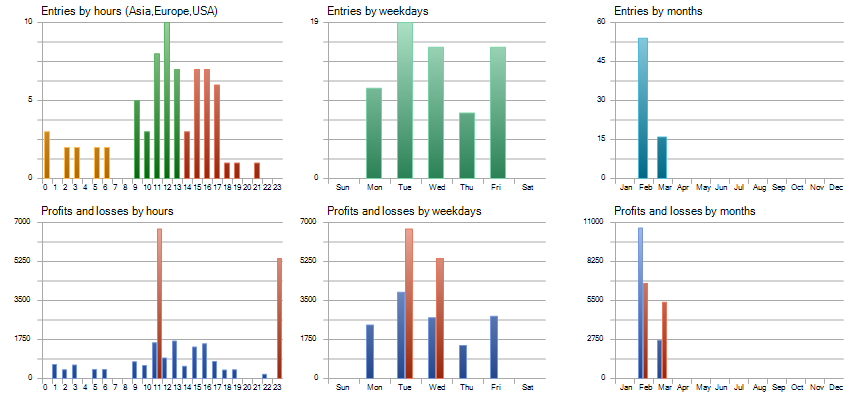 Entries by hours (Asia,Europe,USA)
10
5
0
0 1 2 3 4 5 6 7 8 9 10 11 12 13 14 15 16 17 18 19 20 21 22 23
Entries by weekdays
19
0
Sun Mon Tue Wed Thu Fri Sat
Entries by months
60
45
30
15
0
Jan Feb Mar Apr May Jun Jul Aug Sep Oct Nov Dec
Profits and losses by hours
7000
5250
3500
1750
0
0 1 2 3 4 5 6 7 8 9 10 11 12 13 14 15 16 17 18 19 20 21 22 23
Profits and losses by weekdays
7000
5250
3500
1750
0
Sun Mon Tue Wed Thu Fri Sat
Profits and losses by months
11000
8250
5500
2750
0
Jan Feb Mar Apr May Jun Jul Aug Sep Oct Nov Dec